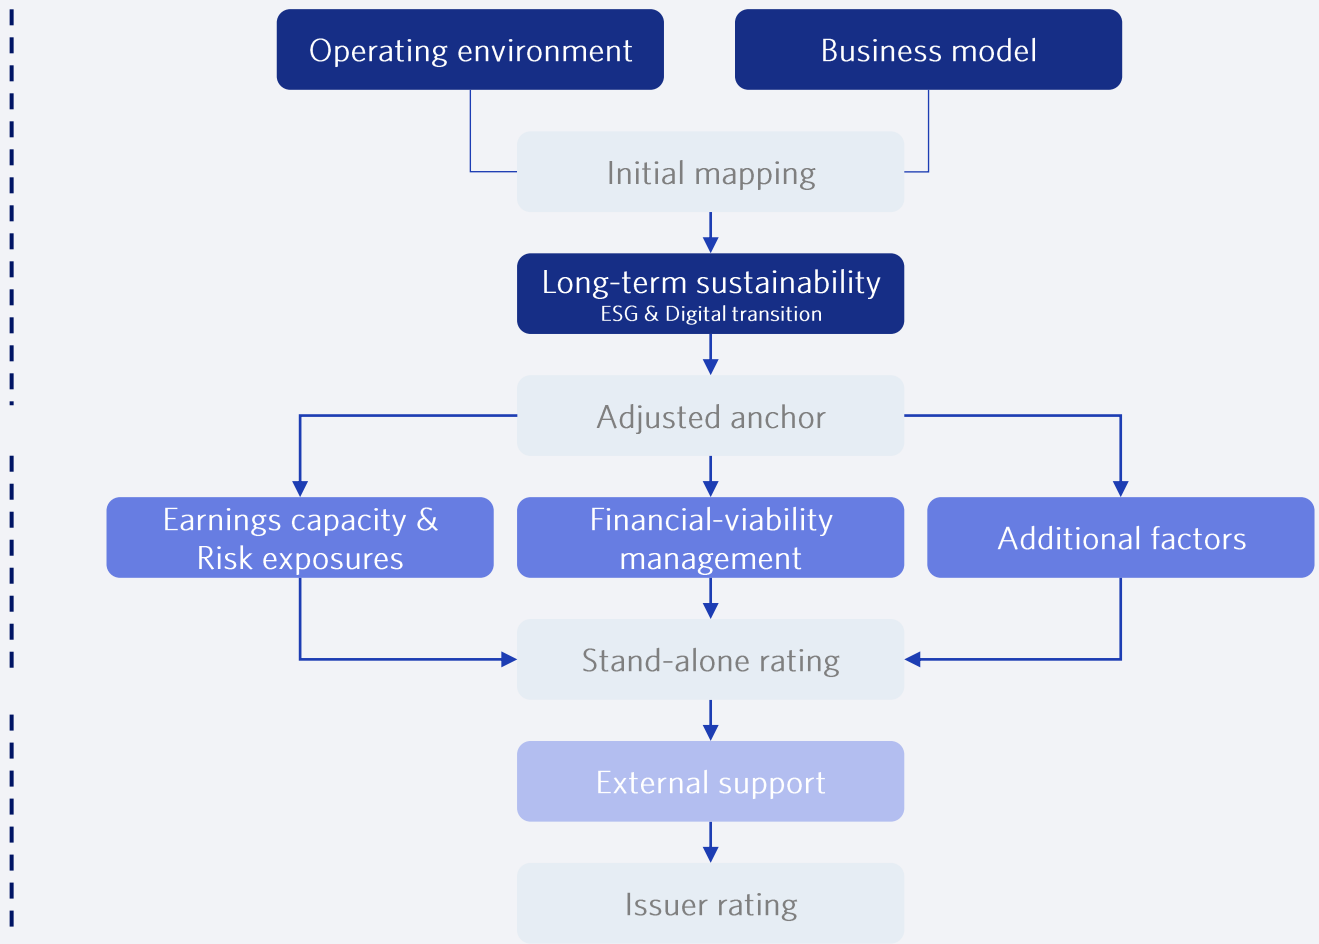 Operating environment
Business model
Initial mapping
Long-term sustainability
ESG & Digital transition
Adjusted anchor
Earnings capacity &
Risk exposures
Financial-viability
management
Additional factors
Stand-alone rating
External support
Issuer rating